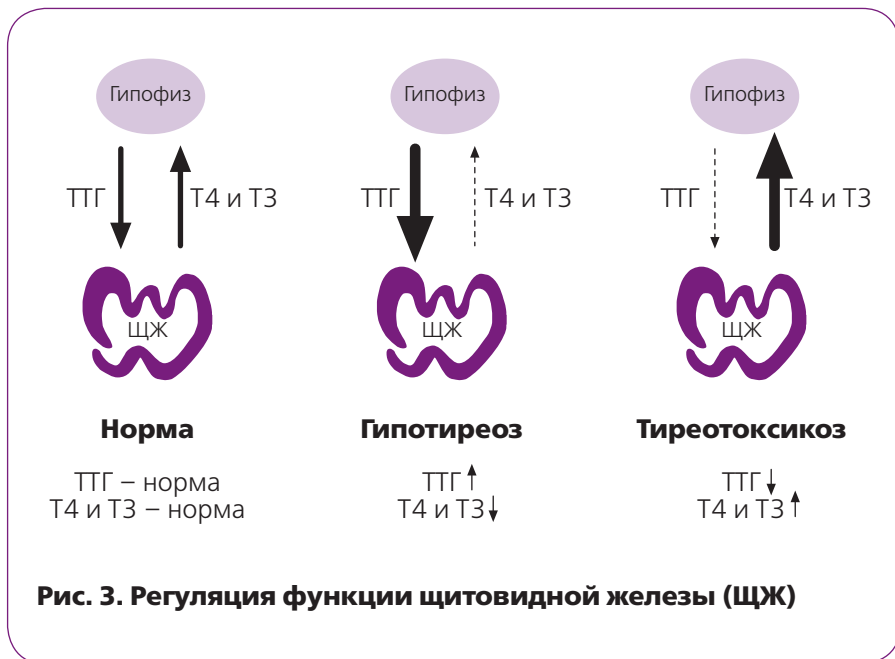 Гипофиз
ТТГ
Т4 и Т3
ЩЖ
Норма
ТТГ – норма
Т4 и Т3 – норма
Гипофиз
ТТГ
Т4 и Т3
ЩЖ
Гипотиреоз
ТТГ↑
Т4 и Т3↓
Гипофиз
ТТГ
Т4 и Т3
ЩЖ
Тиреотоксикоз
ТТГ↓
Т4 и Т3↑
Рис. 3. Регуляция функции щитовидной железы (ЩЖ)